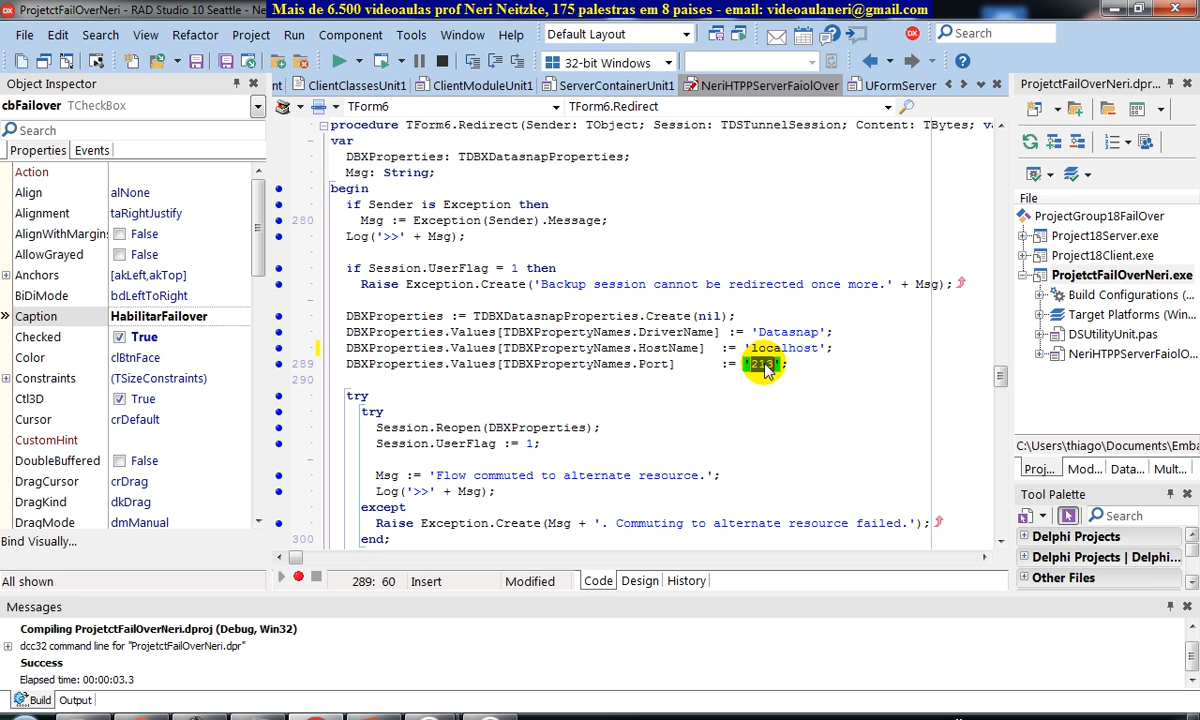 Mais de 6.500 videoaulas prof Neri Neitzke, 175 palestras em 8 paises - email: videoaulaneri@gmail.com
ProjectFailOverNeri - RAD Studio 10 Seattle - Ne
File Edit Search View Refactor Project Run Component Tools Window Help Default Layout Search
32-bit Windows
Object Inspector
cbFailover TCheckBox
Search
Properties Events
Action
Align alNone
Alignment taRightJustify
AlignWithMargin: False
AllowGrayed False
Anchors [akLeft,akTop]
BiDiMode bdLeftToRight
Caption HabilitarFailover
Checked True
Color clBtnFace
Constraints (TSizeConstraints)
Ctl3D True
Cursor crDefault
CustomHint
DoubleBuffered False
DragCursor crDrag
DragKind dkDrag
DragMode dmManual
Bind Visually...
All shown
nt ClientClassesUnit1 ClientModuleUnit1 ServerContainerUnit1 NeriHTPPServerFaiolOver UFormServer
TForm6 TForm6.Redirect
procedure TForm6.Redirect(Sender: TObject; Session: TDSTunnelSession; Content: TBytes; va
var
DBXProperties: TDBXDatasnapProperties;
Msg: String;
begin
if Sender is Exception then
280 Msg := Exception(Sender).Message;
Log('>>' + Msg);
if Session.UserFlag = 1 then
Raise Exception.Create('Backup session cannot be redirected once more.' + Msg);
DBXProperties := TDBXDatasnapProperties.Create(nil);
DBXProperties.Values[TDBXPropertyNames.DriverName] := 'Datasnap';
DBXProperties.Values[TDBXPropertyNames.HostName] := 'localhost';
289 DBXProperties.Values[TDBXPropertyNames.Port] := '213';
290
try
try
Session.Reopen(DBXProperties);
Session.UserFlag := 1;
Msg := 'Flow commuted to alternate resource.';
Log('>>' + Msg);
except
Raise Exception.Create(Msg + '. Commuting to alternate resource failed.');
300 end;
289: 60 Insert Modified Code Design History
ProjetctFailOverNeri.dpr...
File
ProjectGroup18FailOver
Project18Server.exe
Project18Client.exe
ProjetctFailOverNeri.exe
Build Configurations (...
Target Platforms (Win...
DSUtilityUnit.pas
NeriHTPPServerFaiolO...
C:\Users\thiago\Documents\Emba
Proj... Mod... Data... Mult...
Tool Palette
Search
Delphi Projects
Delphi Projects | Delphi...
Other Files
Messages
Compiling ProjetctFailOverNeri.dproj (Debug, Win32)
dcc32 command line for "ProjetctFailOverNeri.dpr"
Success
Elapsed time: 00:00:03.3
Build Output